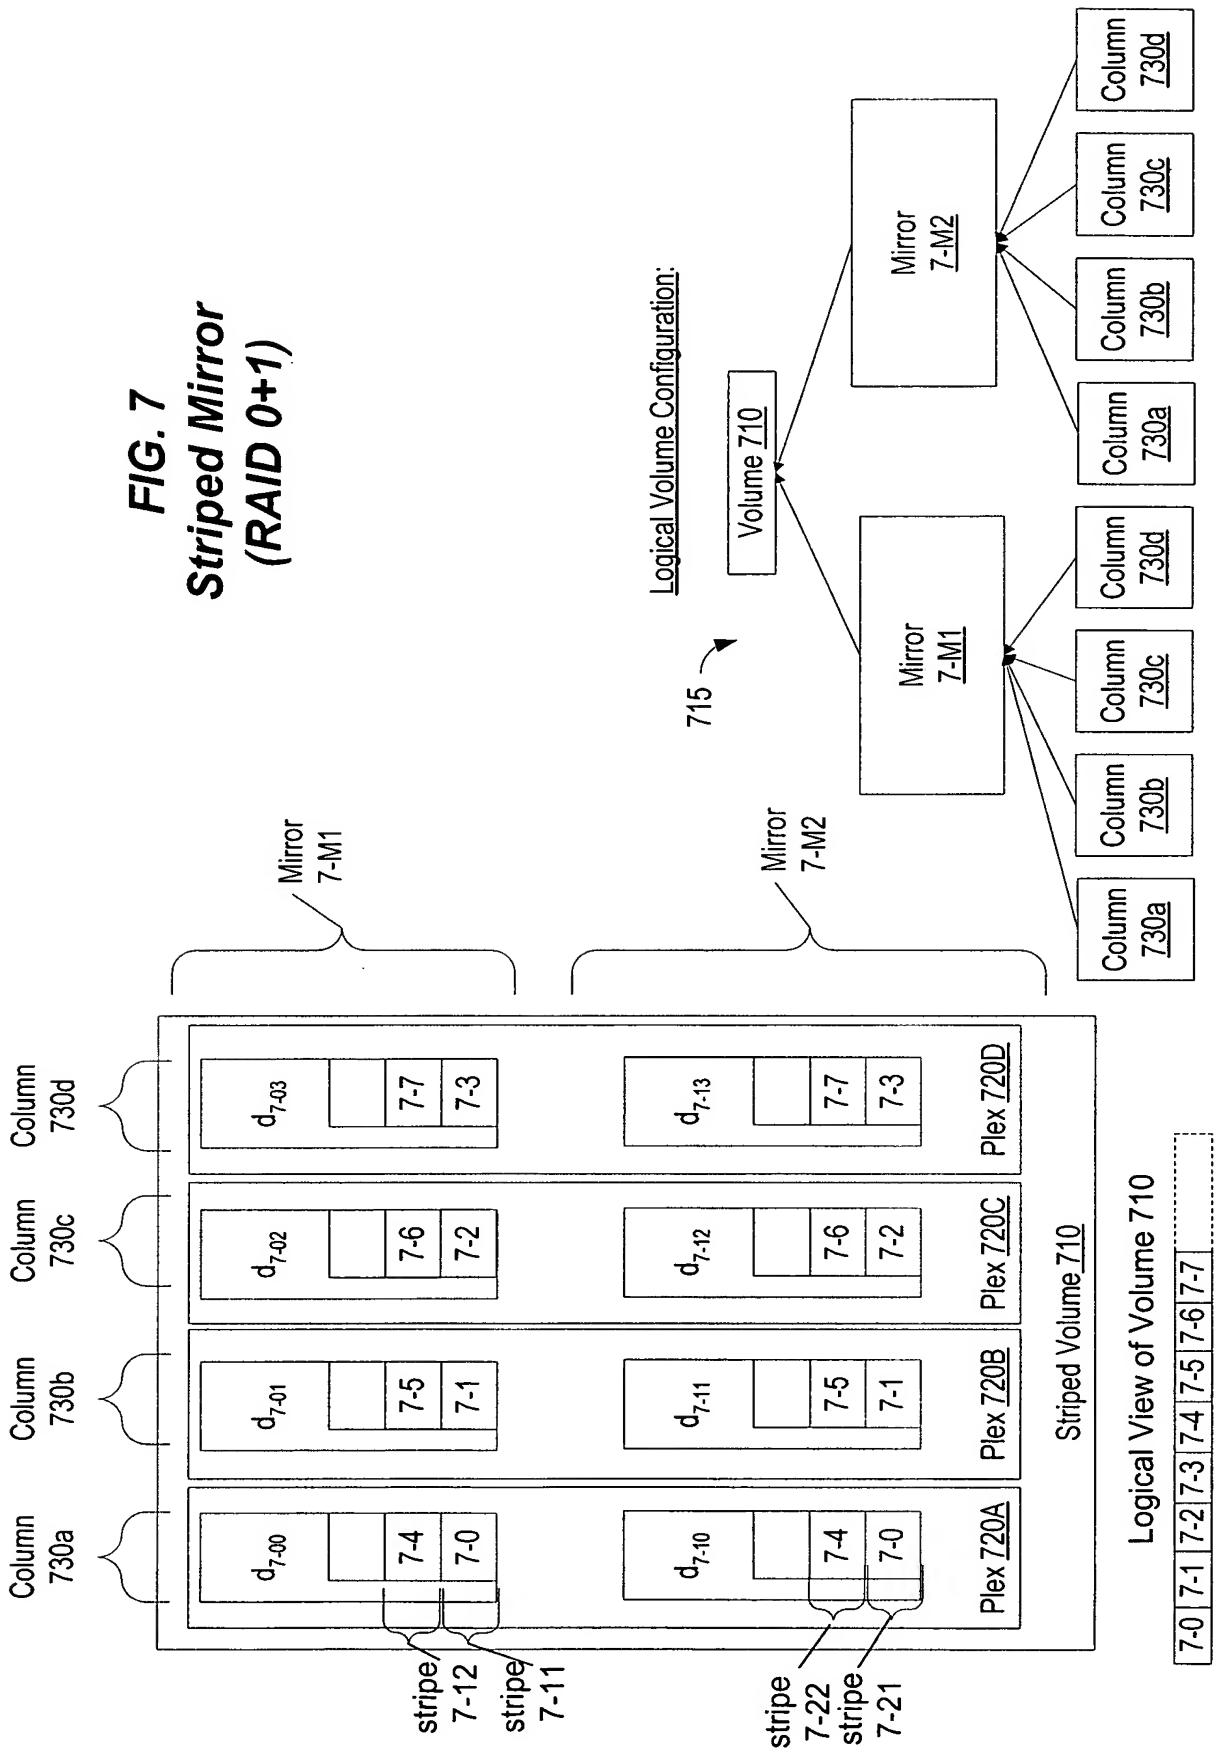 FIG. 7
Striped Mirror
(RAID 0+1)
Column
730a
Column
730b
Column
730c
Column
730d
d7-00
d7-01
d7-02
d7-03
7-4
7-5
7-6
7-7
7-0
7-1
7-2
7-3
stripe
7-12
stripe
7-11
Mirror
7-M1
d7-10
d7-11
d7-12
d7-13
7-4
7-5
7-6
7-7
7-0
7-1
7-2
7-3
stripe
7-22
stripe
7-21
Mirror
7-M2
Plex 720A
Plex 720B
Plex 720C
Plex 720D
Striped Volume 710
Logical View of Volume 710
7-0 7-1 7-2 7-3 7-4 7-5 7-6 7-7
Logical Volume Configuration:
715
Volume 710
Mirror
7-M1
Mirror
7-M2
Column
730a
Column
730b
Column
730c
Column
730d
Column
730a
Column
730b
Column
730c
Column
730d